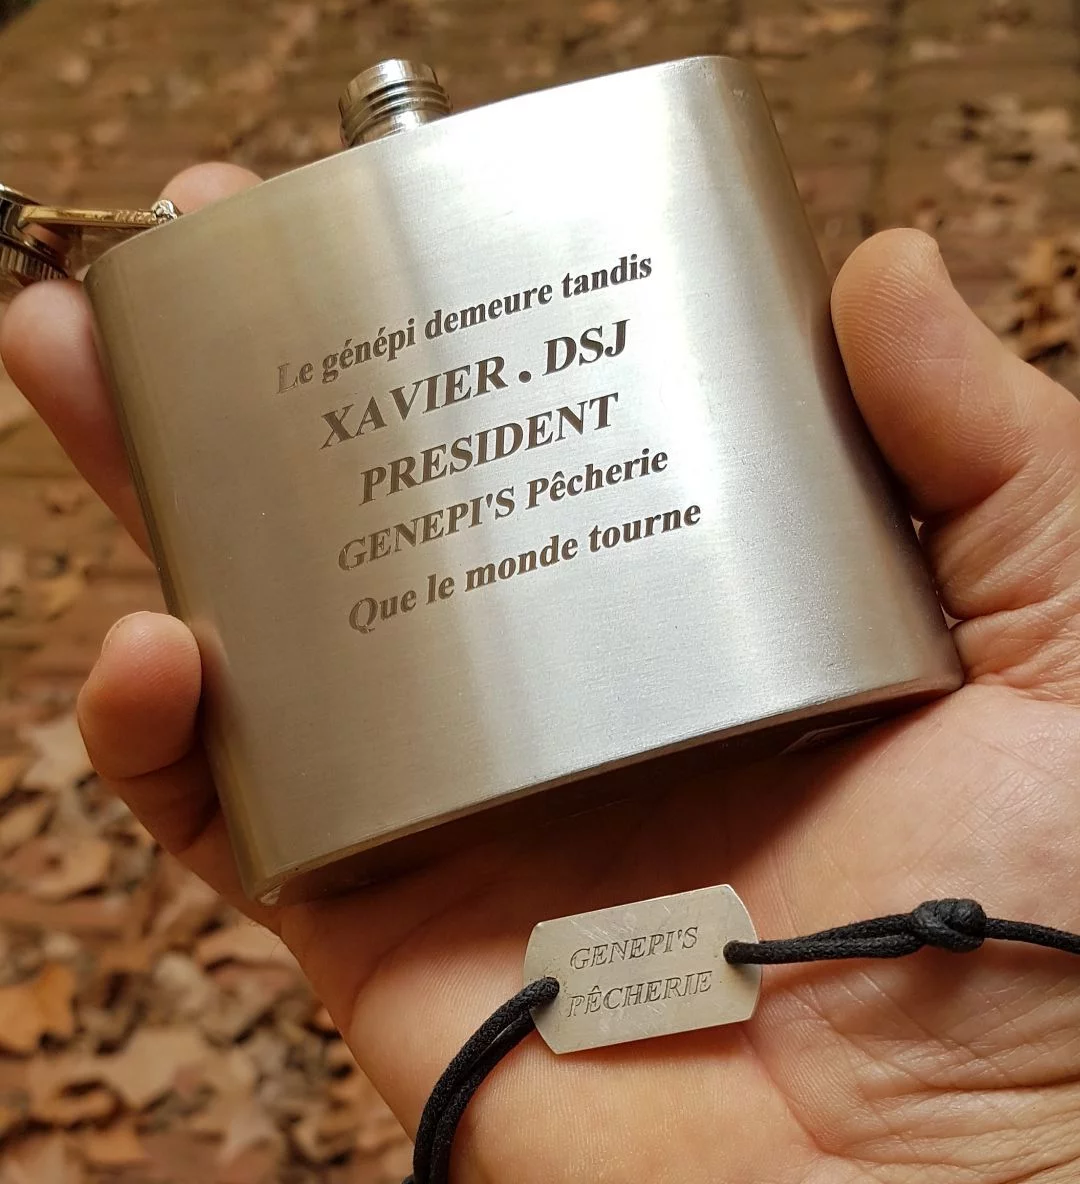 Le génépi demeure tandis
XAVIER . DSJ
PRESIDENT
GENEPI'S Pêcherie
Que le monde tourne
GENEPI'S
PÊCHERIE